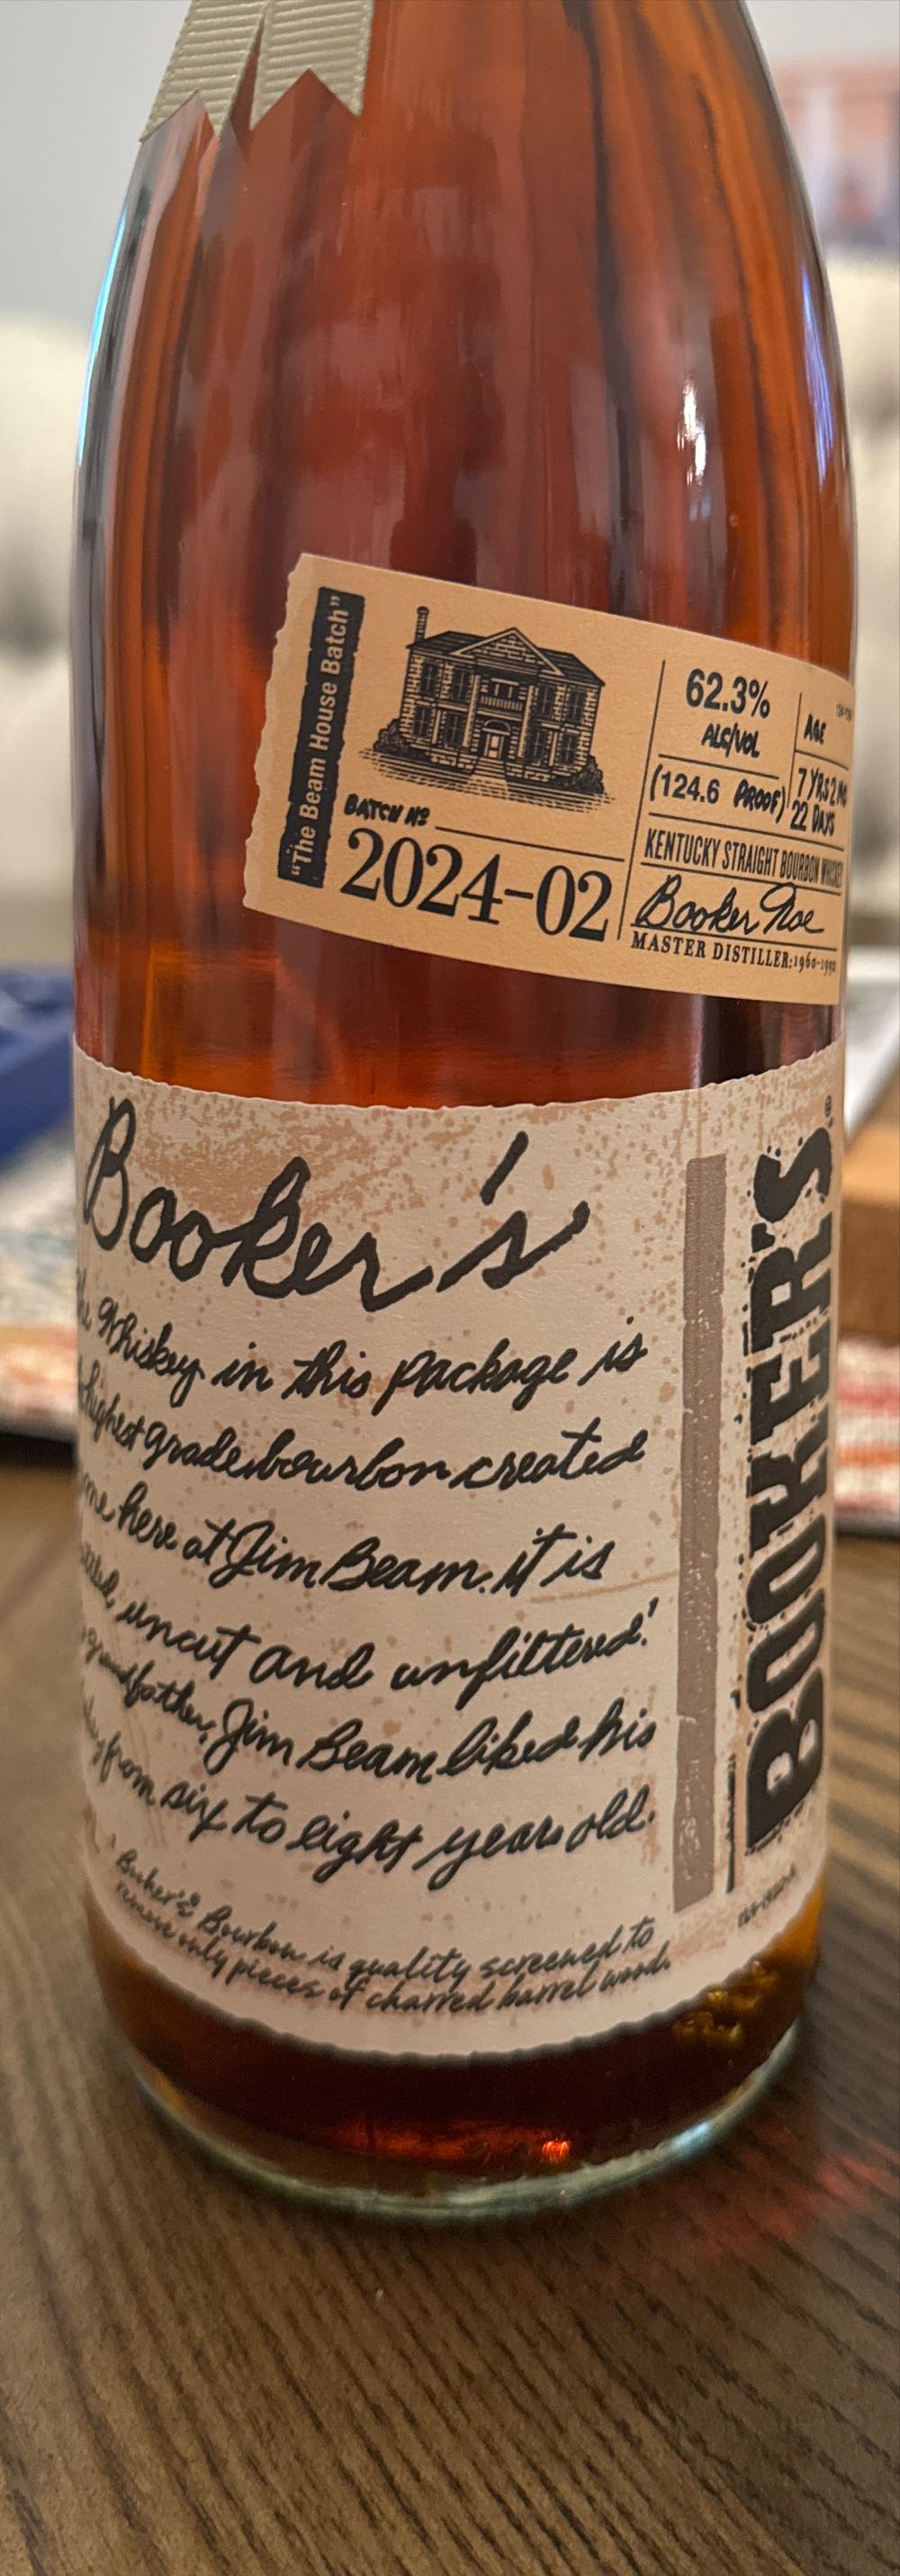 "The Beam House Batch"
BATCH Nº
2024-02
62.3%
ALC/VOL
(124.6 PROOF)
AGE
7 YRS 2 MO
22 DAYS
KENTUCKY STRAIGHT BOURBON WHISKEY
Booker Noe
MASTER DISTILLER: 1960-1992
Booker's
Whiskey in this package is
highest grade bourbon created
me here at Jim Beam. it is
uncut and unfiltered!
grandfather, Jim Beam liked his
from six to eight years old.
Booker's® Bourbon is quality screened to
remove only pieces of charred barrel wood.
BOOKER'S®